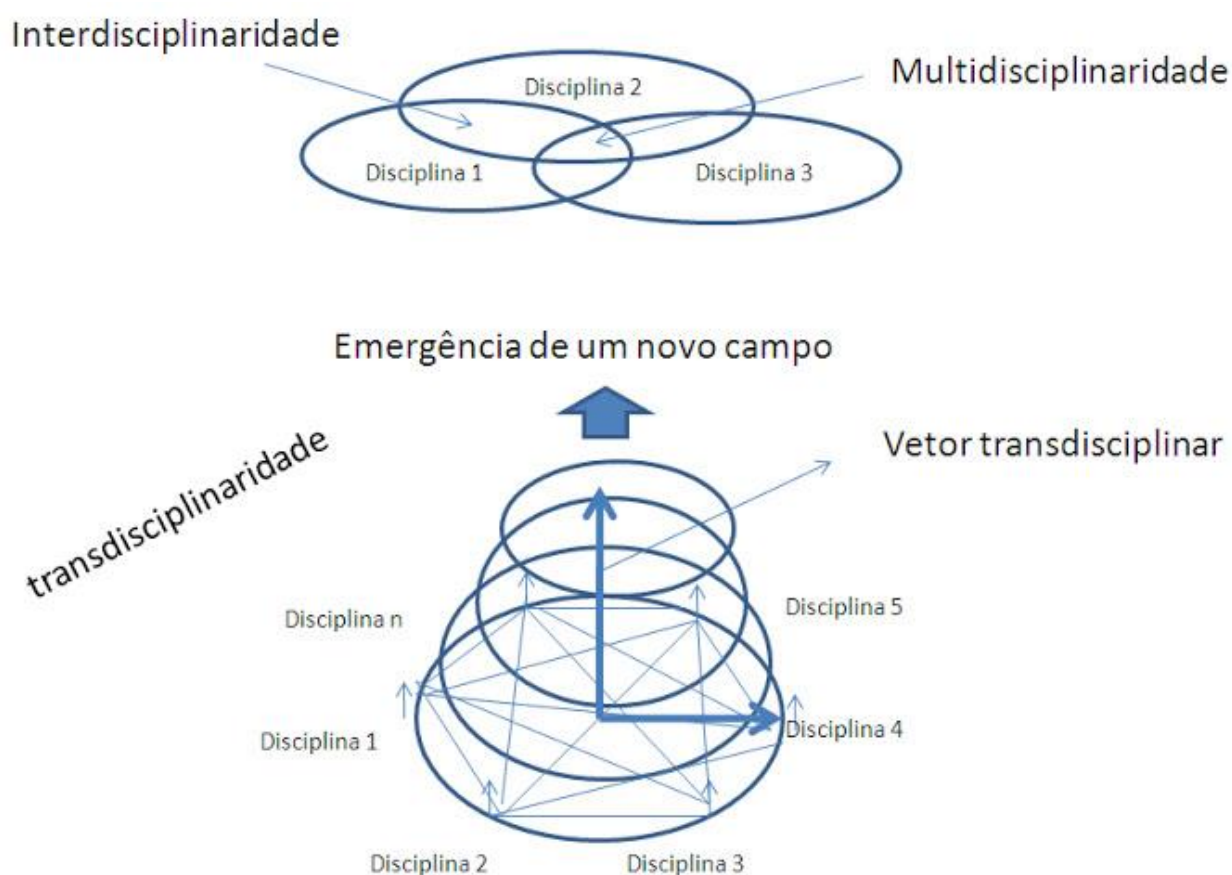 Interdisciplinaridade
Disciplina 2
Multidisciplinaridade
Disciplina 1
Disciplina 3
Emergência de um novo campo
transdisciplinaridade
Vetor transdisciplinar
Disciplina n
Disciplina 5
Disciplina 1
Disciplina 4
Disciplina 2
Disciplina 3